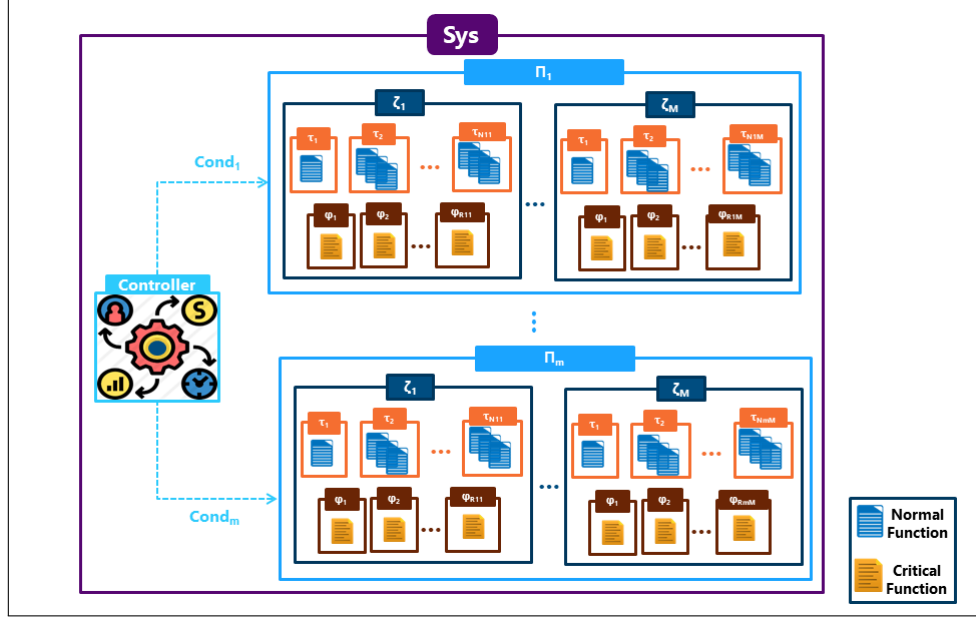 Sys
Π1
ζ1
ζM
τ1
τ2
τN11
τ1
τ2
τN1M
...
...
Cond1
...
φ1
φ2
φR11
φ1
φ2
φR1M
...
...
Controller
$
Πm
ζ1
ζM
τ1
τ2
τN11
τ1
τ2
τNmM
...
...
...
φ1
φ2
φR11
φ1
φ2
φRmM
...
...
Condm
Normal
Function
Critical
Function